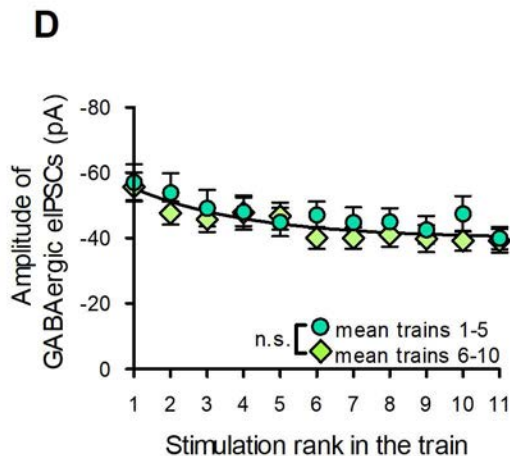 D
Amplitude of
GABAergic eIPSCs (pA)
-80
-60
-40
-20
0
n.s.
mean trains 1-5
mean trains 6-10
1 2 3 4 5 6 7 8 9 10 11
Stimulation rank in the train